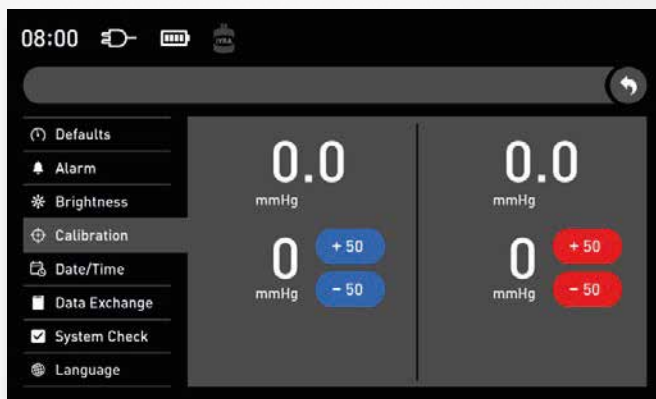 08:00
IVRA
Defaults
Alarm
Brightness
Calibration
Date/Time
Data Exchange
System Check
Language
0.0
mmHg
0
mmHg
+ 50
- 50
0.0
mmHg
0
mmHg
+ 50
- 50